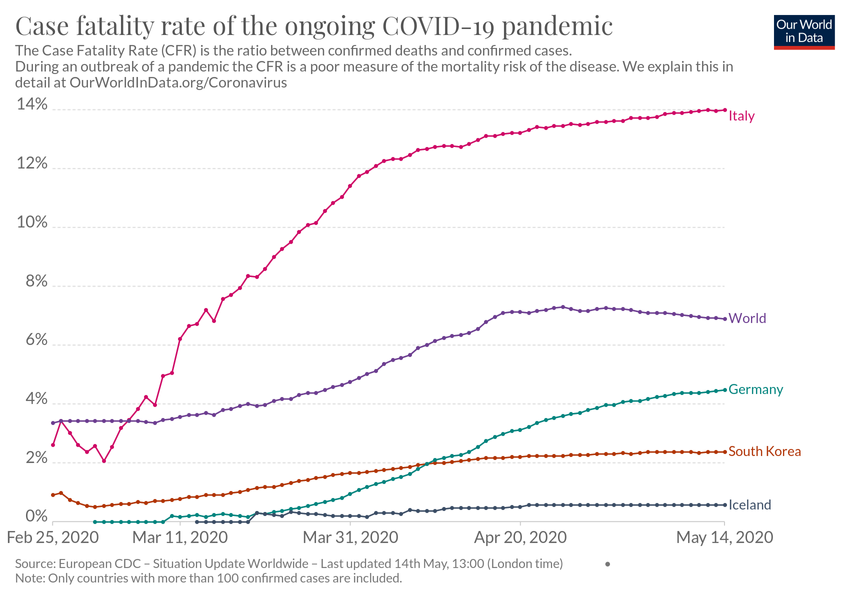 Case fatality rate of the ongoing COVID-19 pandemic
Our World
in Data
The Case Fatality Rate (CFR) is the ratio between confirmed deaths and confirmed cases.
During an outbreak of a pandemic the CFR is a poor measure of the mortality risk of the disease. We explain this in
detail at OurWorldInData.org/Coronavirus
14%
Italy
12%
10%
8%
World
6%
4%
Germany
2%
South Korea
Iceland
0%
Feb 25, 2020
Mar 11, 2020
Mar 31, 2020
Apr 20, 2020
May 14, 2020
Source: European CDC – Situation Update Worldwide – Last updated 14th May, 13:00 (London time)
Note: Only countries with more than 100 confirmed cases are included.